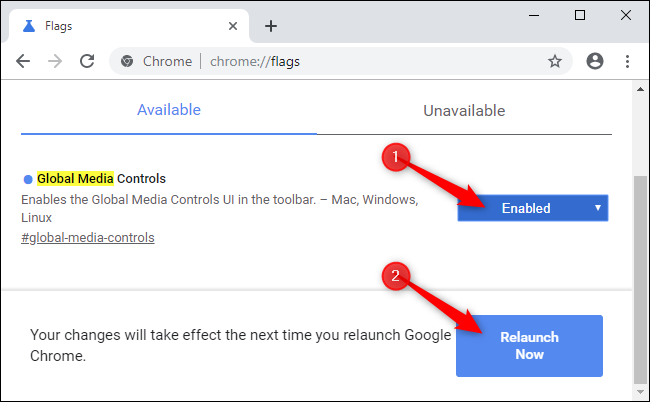 Flags
Chrome | chrome://flags
Available
Unavailable
1
Global Media Controls
Enables the Global Media Controls UI in the toolbar. – Mac, Windows,
Linux
#global-media-controls
Enabled
2
Your changes will take effect the next time you relaunch Google
Chrome.
Relaunch
Now